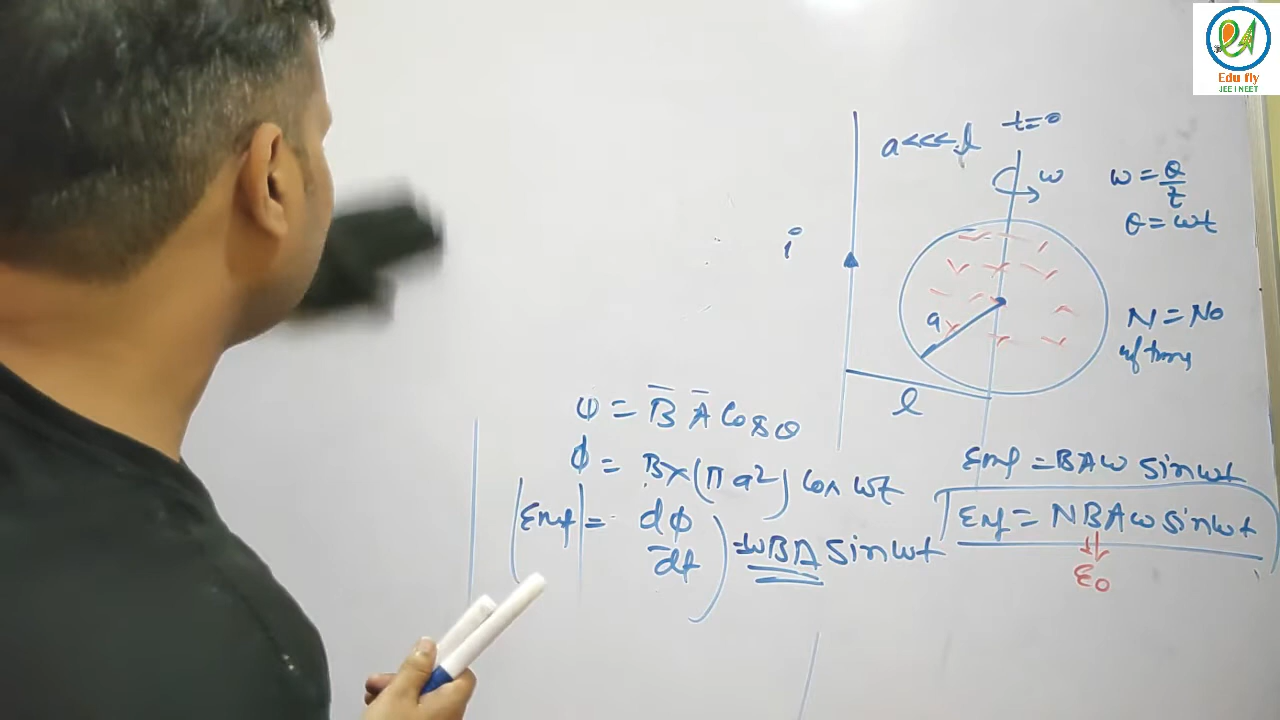 Edu fly
JEE I NEET
a<<<l
t=0
ω
ω = θ/t
θ = ωt
i
a
N = No
of turns
l
φ = B̅ A̅ Cos θ
φ = B×(πa²) Cos ωt
|Emf| = dφ/dt) = ωBA sinωt
Emf = BAω sinωt
Emf = NBAω sinωt
ε₀